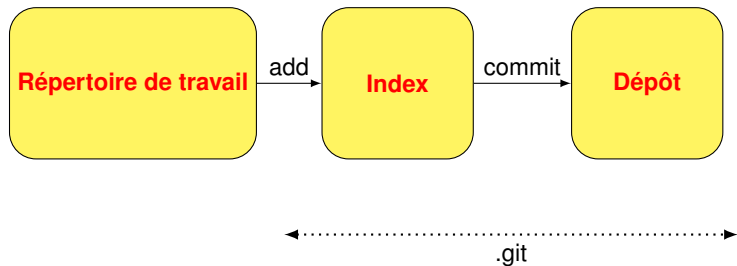 Répertoire de travail
add
Index
commit
Dépôt
.git